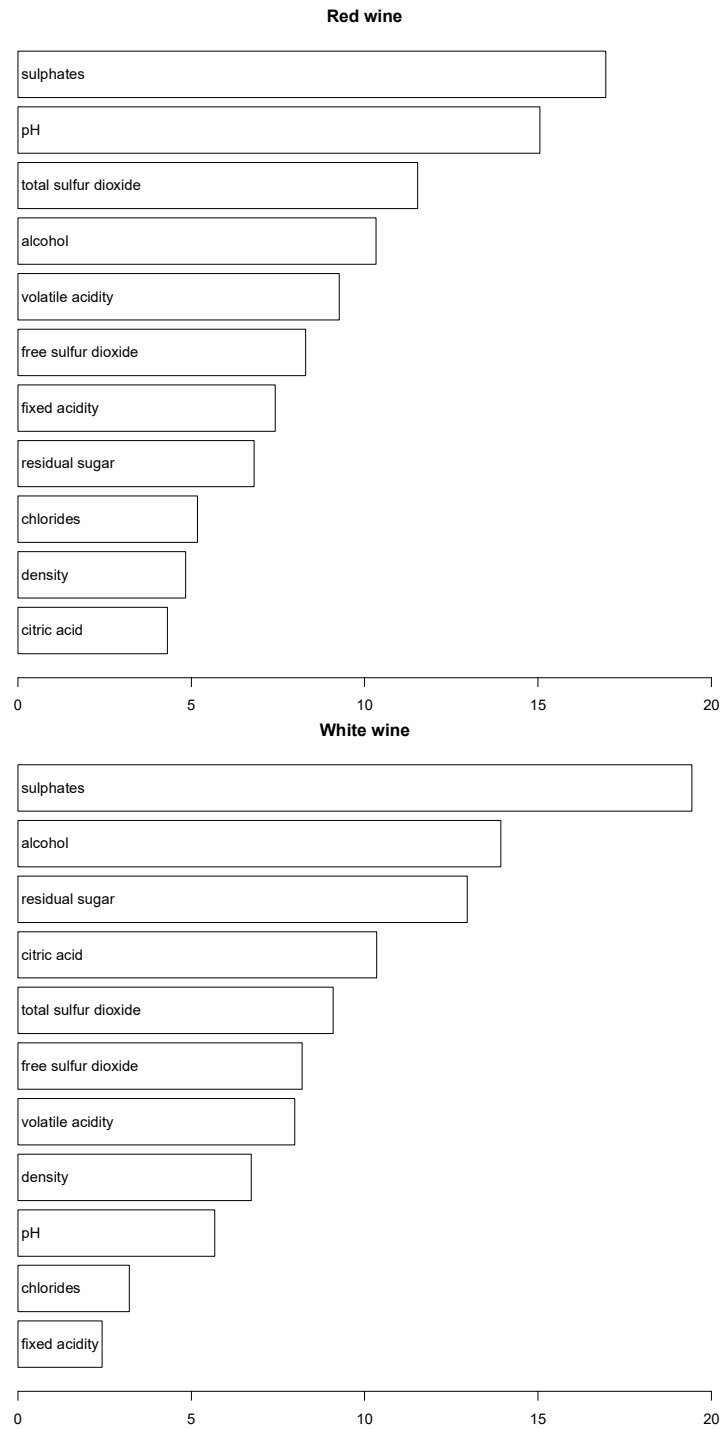 Red wine
sulphates
pH
total sulfur dioxide
alcohol
volatile acidity
free sulfur dioxide
fixed acidity
residual sugar
chlorides
density
citric acid
0 5 10 15 20
White wine
sulphates
alcohol
residual sugar
citric acid
total sulfur dioxide
free sulfur dioxide
volatile acidity
density
pH
chlorides
fixed acidity
0 5 10 15 20